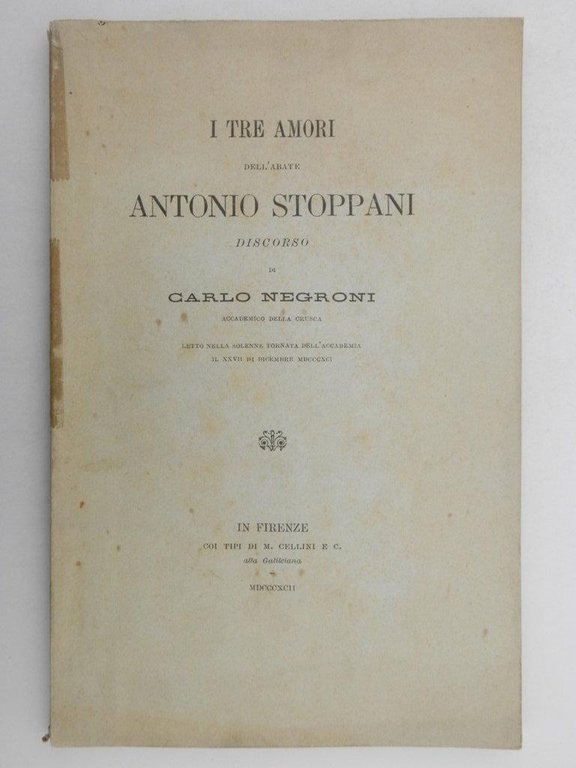 I TRE AMORI
DELL'ABATE
ANTONIO STOPPANI
DISCORSO
DI
CARLO NEGRONI
ACCADEMICO DELLA CRUSCA
LETTO NELLA SOLENNE TORNATA DELL'ACCADEMIA
IL XXVII DI DICEMBRE MDCCCXCI
IN FIRENZE
COI TIPI DI M. CELLINI E C.
alla Galileiana
MDCCCXCII